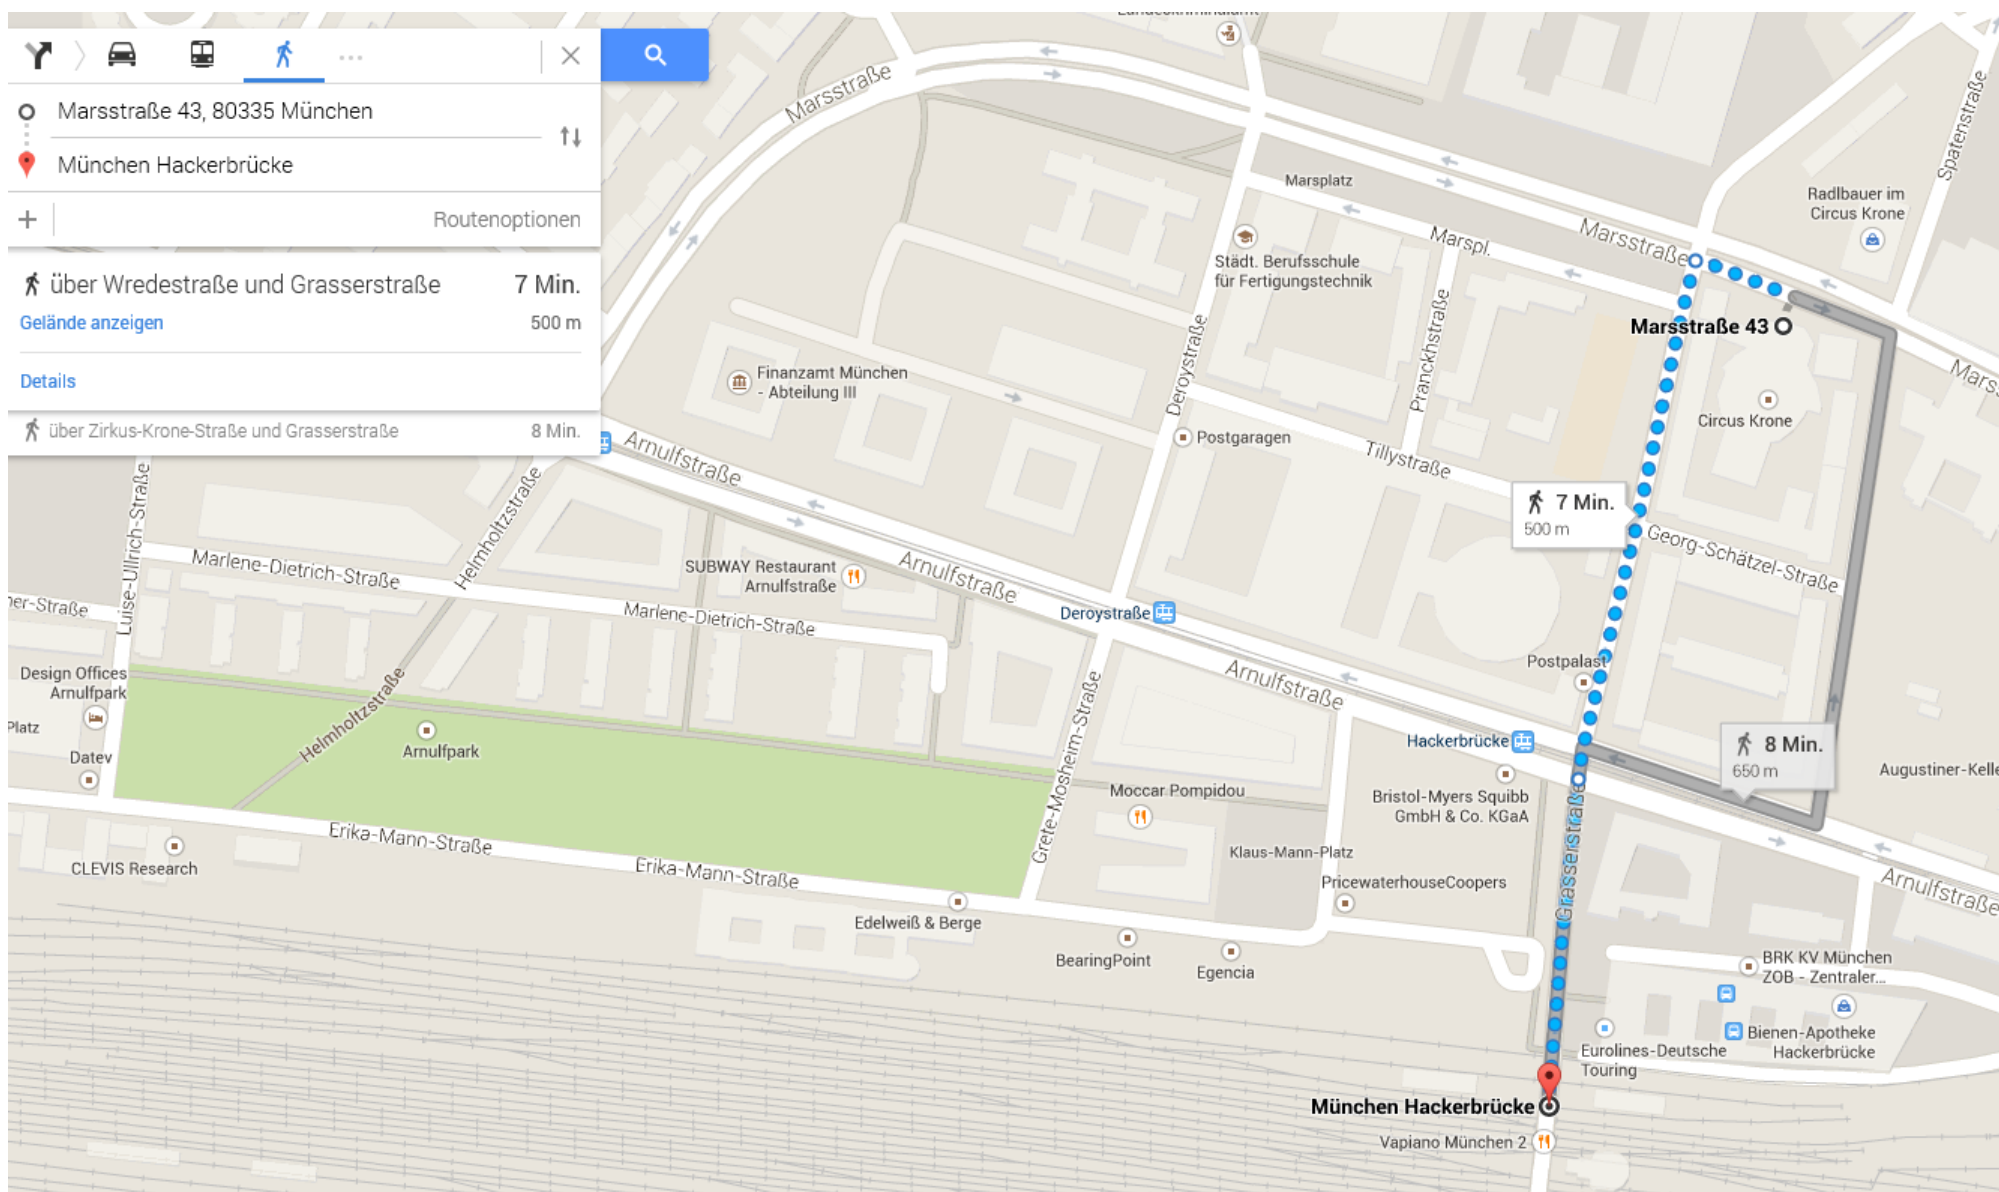 Marsstraße 43, 80335 München
München Hackerbrücke
Routenoptionen
über Wredestraße und Grasserstraße 7 Min.
Gelände anzeigen 500 m
Details
über Zirkus-Krone-Straße und Grasserstraße 8 Min.
Marsstraße
Marsplatz
Marspl.
Marsstraße
Spatenstraße
Radlbauer im
Circus Krone
Städt. Berufsschule
für Fertigungstechnik
Marsstraße 43
Circus Krone
Pranckhstraße
Deroystraße
Finanzamt München
- Abteilung III
Postgaragen
Tillystraße
Arnulfstraße
7 Min.
500 m
Georg-Schätzel-Straße
Luise-Ullrich-Straße
Helmholtzstraße
Marlene-Dietrich-Straße
SUBWAY Restaurant
Arnulfstraße
Arnulfstraße
Marlene-Dietrich-Straße
Deroystraße
Arnulfstraße
Postpalast
Design Offices
Arnulfpark
Platz
Datev
Helmholtzstraße
Arnulfpark
Grete-Mosheim-Straße
Hackerbrücke
8 Min.
650 m
Moccar Pompidou
Bristol-Myers Squibb
GmbH & Co. KGaA
Grasserstraße
Klaus-Mann-Platz
PricewaterhouseCoopers
Arnulfstraße
Erika-Mann-Straße
Erika-Mann-Straße
CLEVIS Research
Edelweiß & Berge
BearingPoint
Egencia
BRK KV München
ZOB - Zentraler...
Bienen-Apotheke
Hackerbrücke
Eurolines-Deutsche
Touring
München Hackerbrücke
Vapiano München 2